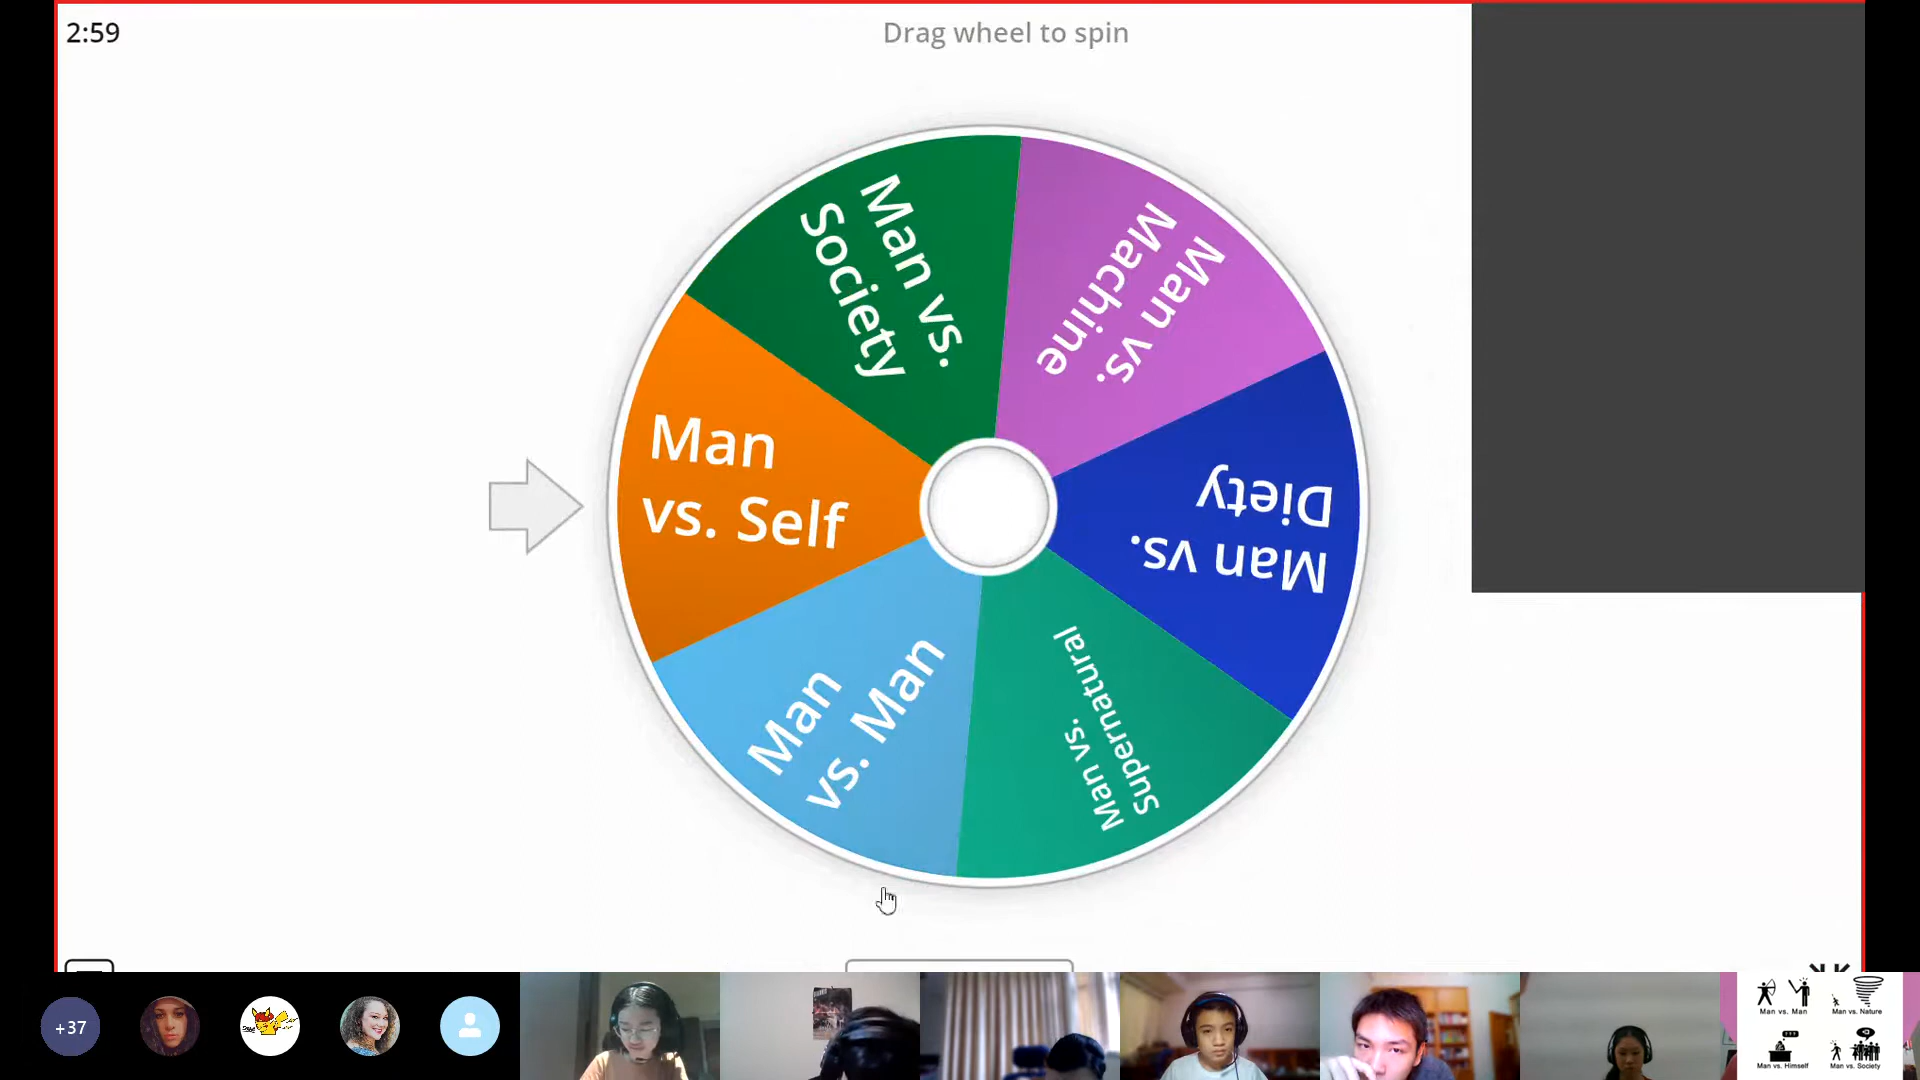 2:59
Drag wheel to spin
Man vs.
Society
Man vs.
Machine
Man
vs. Self
Man vs.
Diety
Man
vs. Man
Man vs.
Supernatural
+37
Man vs. Man
Man vs. Nature
Man vs. Himself
Man vs. Society